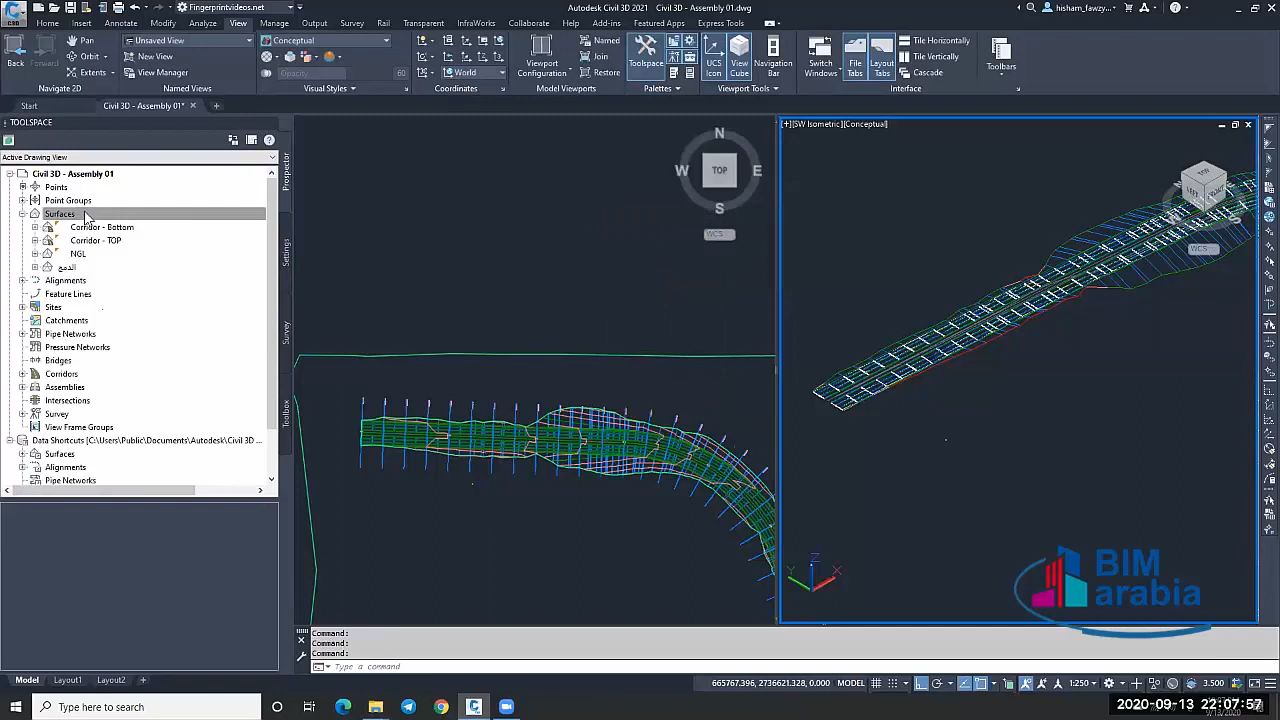 Fingerprintvideos.net
Autodesk Civil 3D 2021
Civil 3D - Assembly 01.dwg
hisham_fawzy...
C3D
Home
Insert
Annotate
Modify
Analyze
View
Manage
Output
Survey
Rail
Transparent
InfraWorks
Collaborate
Help
Add-ins
Featured Apps
Express Tools
Back
Forward
Pan
Orbit
Extents
Navigate 2D
Unsaved View
New View
View Manager
Named Views
Conceptual
Opacity
60
Visual Styles
World
Coordinates
Viewport
Configuration
Named
Join
Restore
Model Viewports
Toolspace
Palettes
UCS
Icon
View
Cube
Navigation
Bar
Viewport Tools
Switch
Windows
File
Tabs
Layout
Tabs
Tile Horizontally
Tile Vertically
Cascade
Interface
Toolbars
Start
Civil 3D - Assembly 01*
TOOLSPACE
Active Drawing View
Civil 3D - Assembly 01
Points
Point Groups
Surfaces
Corridor - Bottom
Corridor - TOP
NGL
الدمج
Alignments
Feature Lines
Sites
Catchments
Pipe Networks
Pressure Networks
Bridges
Corridors
Assemblies
Intersections
Survey
View Frame Groups
Data Shortcuts [C:\Users\Public\Documents\Autodesk\Civil 3D ...
Surfaces
Alignments
Pipe Networks
Prospector
Settings
Survey
Toolbox
N
W
TOP
E
S
WCS
[+][SW Isometric][Conceptual]
TOP
LEFT
S
WCS
Z
Y
X
BIM
arabia
Command:
Command:
Command:
Type a command
Model
Layout1
Layout2
665767.396, 2736621.328, 0.000
MODEL
1:250
3.500
Type here to search
2020-09-13 22:07:57